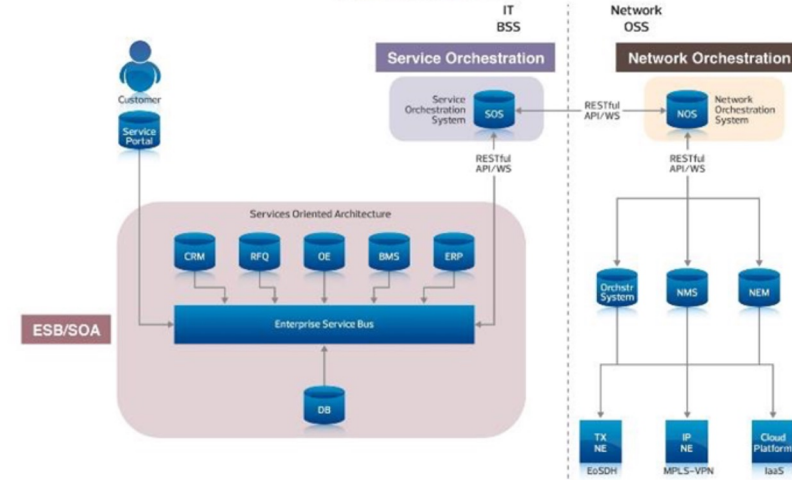 IT
BSS
Network
OSS
Service Orchestration
Network Orchestration
Customer
Service
Portal
Service
Orchestration
System
SOS
RESTful
API/WS
NOS
Network
Orchestration
System
RESTful
API/WS
RESTful
API/WS
Services Oriented Architecture
CRM
RFQ
OE
BMS
ERP
Orchstr
System
NMS
NEM
ESB/SOA
Enterprise Service Bus
DB
TX
NE
IP
NE
Cloud
Platform
EoSDH
MPLS-VPN
IaaS